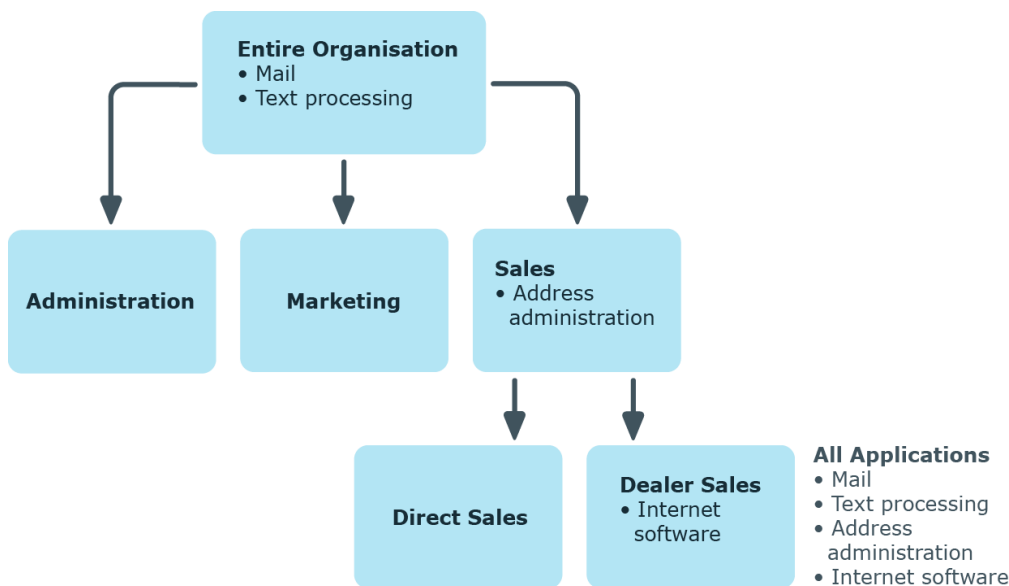 Entire Organisation
• Mail
• Text processing
Administration
Marketing
Sales
• Address
administration
Direct Sales
Dealer Sales
• Internet
software
All Applications
• Mail
• Text processing
• Address
administration
• Internet software